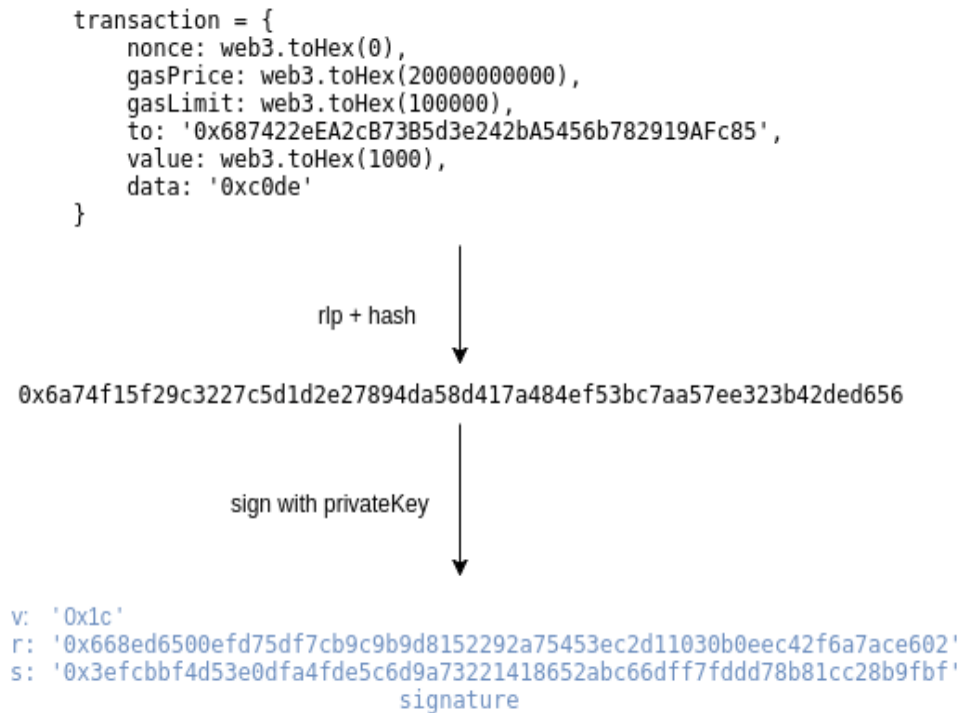 transaction = {
nonce: web3.toHex(0),
gasPrice: web3.toHex(20000000000),
gasLimit: web3.toHex(100000),
to: '0x687422eEA2cB73B5d3e242bA5456b782919AFc85',
value: web3.toHex(1000),
data: '0xc0de'
}
rlp + hash
0x6a74f15f29c3227c5d1d2e27894da58d417a484ef53bc7aa57ee323b42ded656
sign with privateKey
v: '0x1c'
r: '0x668ed6500efd75df7cb9c9b9d8152292a75453ec2d11030b0eec42f6a7ace602'
s: '0x3efcbbf4d53e0dfa4fde5c6d9a73221418652abc66dff7fddd78b81cc28b9fbf'
signature